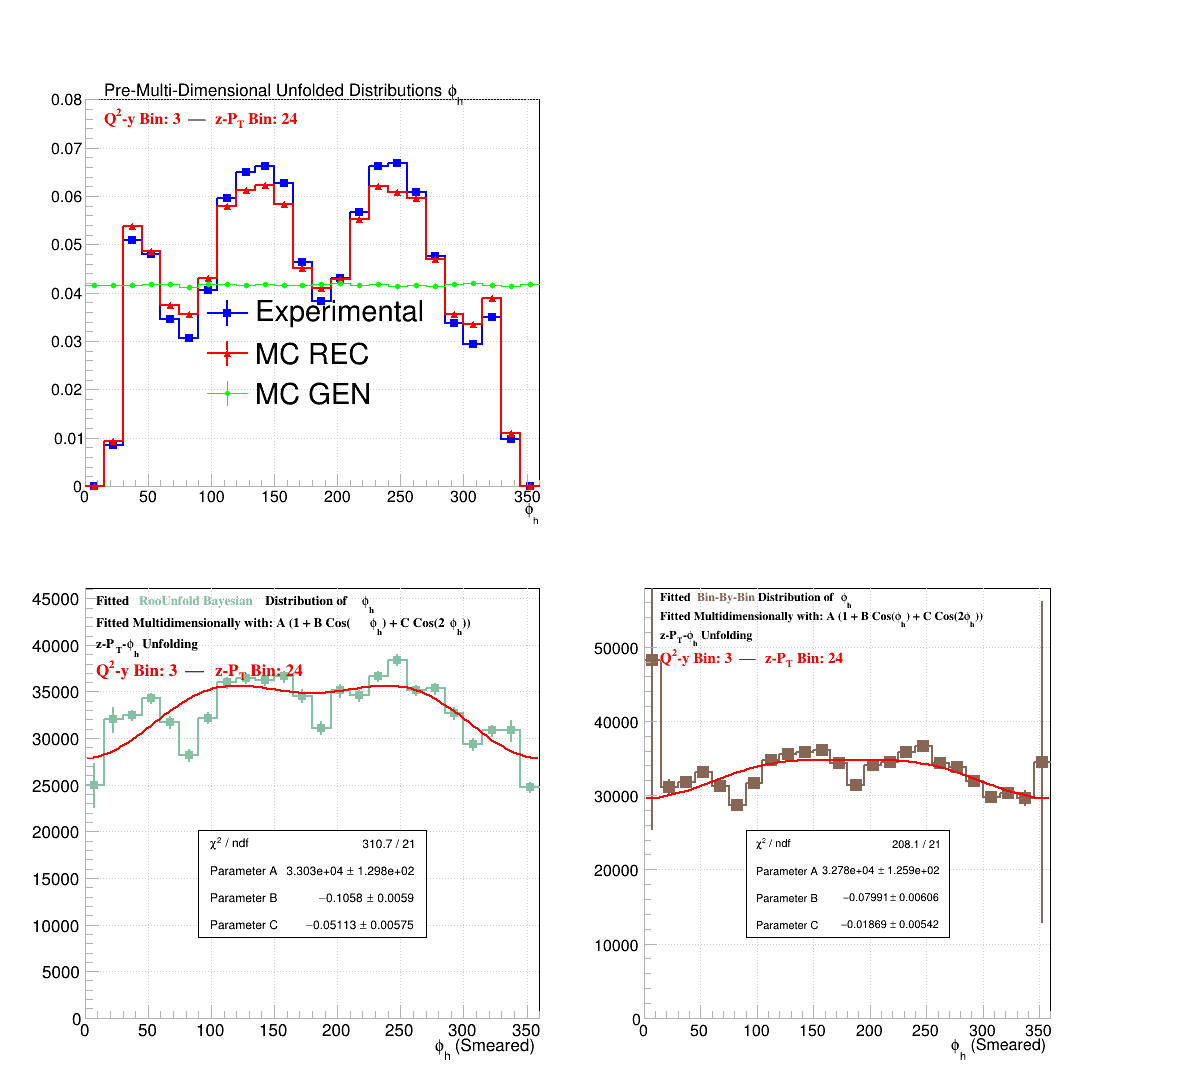 Pre-Multi-Dimensional Unfolded Distributions ϕh
Q²-y Bin: 3 — z-PT Bin: 24
0.08
0.07
0.06
0.05
0.04
0.03
0.02
0.01
0
Experimental
MC REC
MC GEN
0 50 100 150 200 250 300 350
ϕh
Fitted RooUnfold Bayesian Distribution of ϕh
Fitted Multidimensionally with: A (1 + B Cos( ϕh) + C Cos(2 ϕh))
z-PT-ϕh Unfolding
Q²-y Bin: 3 — z-PT Bin: 24
45000
40000
35000
30000
25000
20000
15000
10000
5000
0
χ² / ndf 310.7 / 21
Parameter A 3.303e+04 ± 1.298e+02
Parameter B −0.1058 ± 0.0059
Parameter C −0.05113 ± 0.00575
0 50 100 150 200 250 300 350
ϕh (Smeared)
Fitted Bin-By-Bin Distribution of ϕh
Fitted Multidimensionally with: A (1 + B Cos(ϕh) + C Cos(2ϕh))
z-PT-ϕh Unfolding
Q²-y Bin: 3 — z-PT Bin: 24
50000
40000
30000
20000
10000
0
χ² / ndf 208.1 / 21
Parameter A 3.278e+04 ± 1.259e+02
Parameter B −0.07991 ± 0.00606
Parameter C −0.01869 ± 0.00542
0 50 100 150 200 250 300 350
ϕh (Smeared)